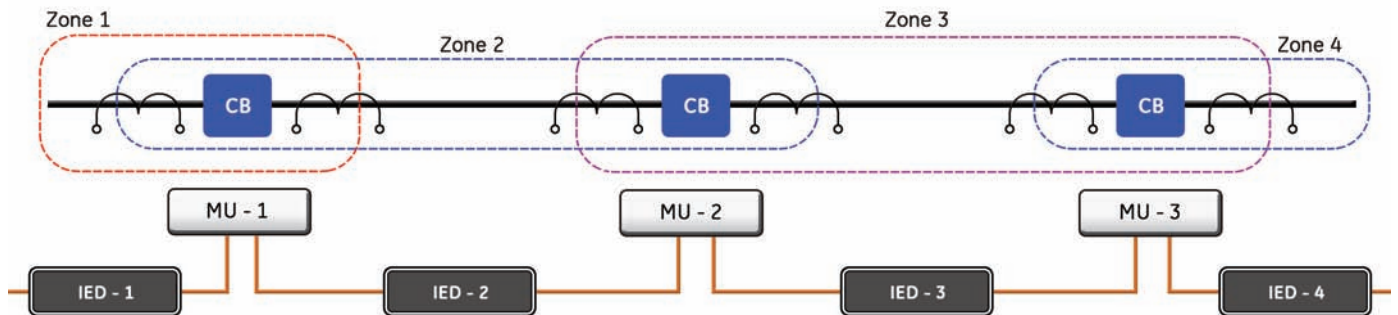 Zone 1
Zone 2
Zone 3
Zone 4
CB
CB
CB
MU - 1
MU - 2
MU - 3
IED - 1
IED - 2
IED - 3
IED - 4